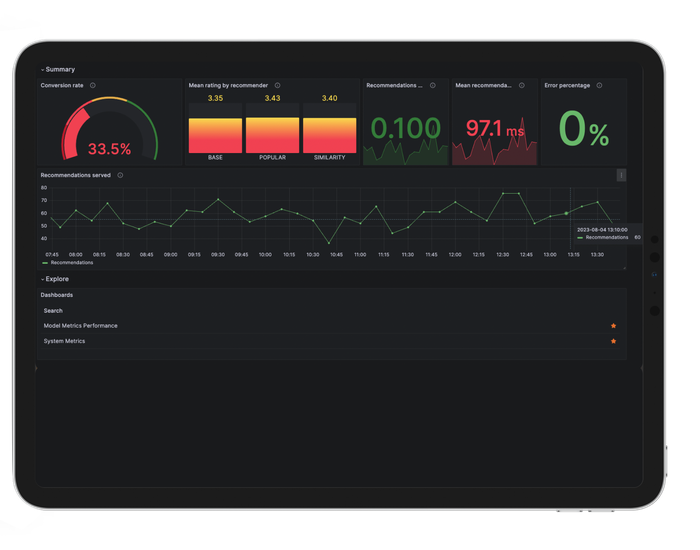 Summary
Conversion rate
33.5%
Mean rating by recommender
3.35
3.43
3.40
BASE
POPULAR
SIMILARITY
Recommendations ...
0.100
Mean recommenda...
97.1 ms
Error percentage
0%
Recommendations served
80
70
60
50
40
07:45 08:00 08:15 08:30 08:45 09:00 09:15 09:30 09:45 10:00 10:15 10:30 10:45 11:00 11:15 11:30 11:45 12:00 12:15 12:30 12:45 13:00 13:15 13:30
2023-08-04 13:10:00
Recommendations: 60
Recommendations
Explore
Dashboards
Search
Model Metrics Performance
System Metrics